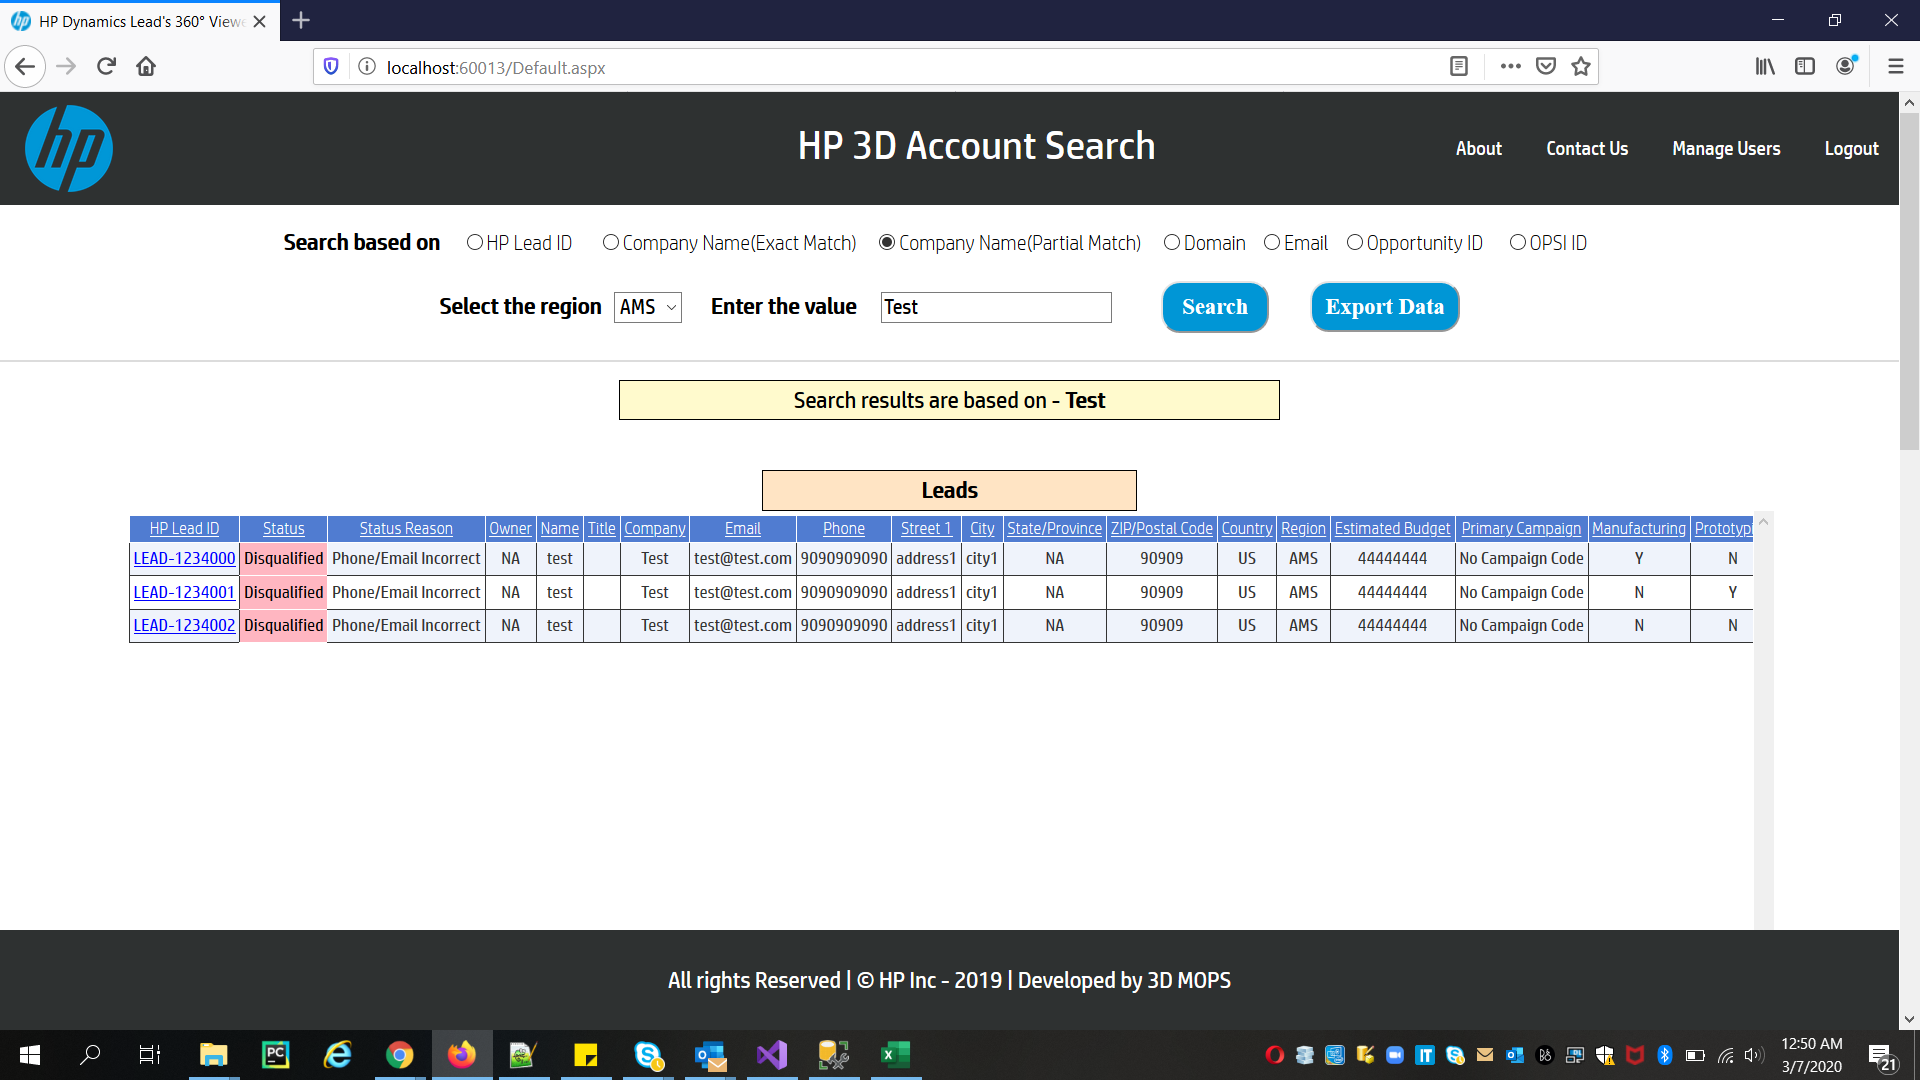 HP Dynamics Lead's 360° View
localhost:60013/Default.aspx
hp
HP 3D Account Search
About Contact Us Manage Users Logout
Search based on HP Lead ID Company Name(Exact Match) Company Name(Partial Match) Domain Email Opportunity ID OPSI ID
Select the region AMS Enter the value Test Search Export Data
Search results are based on - Test
Leads
HP Lead ID Status Status Reason Owner Name Title Company Email Phone Street 1 City State/Province ZIP/Postal Code Country Region Estimated Budget Primary Campaign Manufacturing Prototypi
LEAD-1234000 Disqualified Phone/Email Incorrect NA test Test test@test.com 9090909090 address1 city1 NA 90909 US AMS 44444444 No Campaign Code Y N
LEAD-1234001 Disqualified Phone/Email Incorrect NA test Test test@test.com 9090909090 address1 city1 NA 90909 US AMS 44444444 No Campaign Code N Y
LEAD-1234002 Disqualified Phone/Email Incorrect NA test Test test@test.com 9090909090 address1 city1 NA 90909 US AMS 44444444 No Campaign Code N N
All rights Reserved | © HP Inc - 2019 | Developed by 3D MOPS
12:50 AM
3/7/2020
21